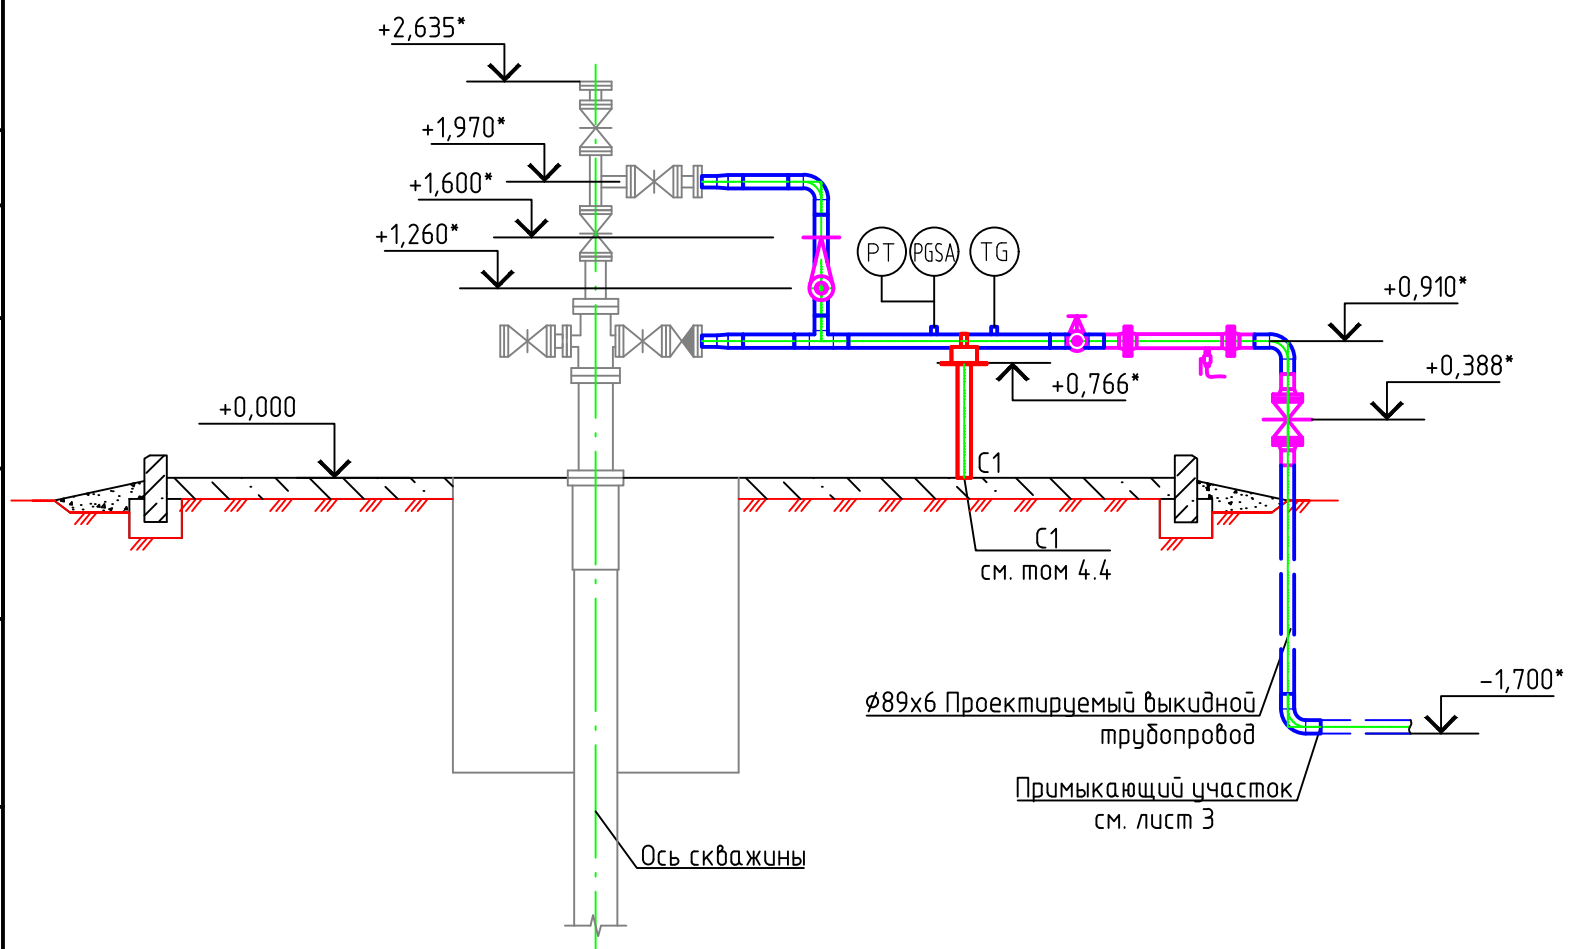 +2,635*
+1,970*
+1,600*
+1,260*
PT
PGSA
TG
+0,910*
+0,766*
+0,388*
+0,000
С1
С1
см. том 4.4
-1,700*
Ø89x6 Проектируемый выкидной
трубопровод
Примыкающий участок
см. лист 3
Ось скважины